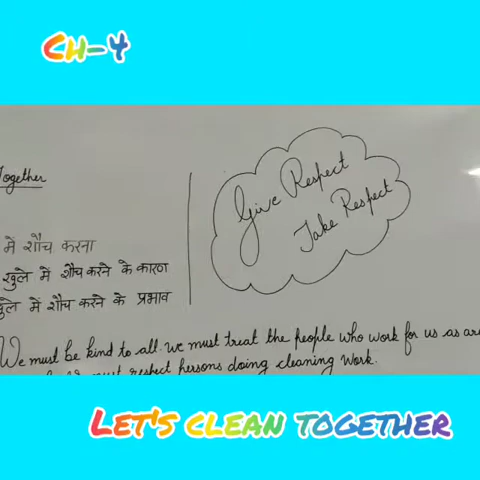 CH-4
Together
Give Respect
Take Respect
में शौच करना
खुले में शौच करने के कारण
खुले में शौच करने के प्रभाव
We must be kind to all. We must treat the people who work for us as
must respect persons doing cleaning work.
LET'S CLEAN TOGETHER